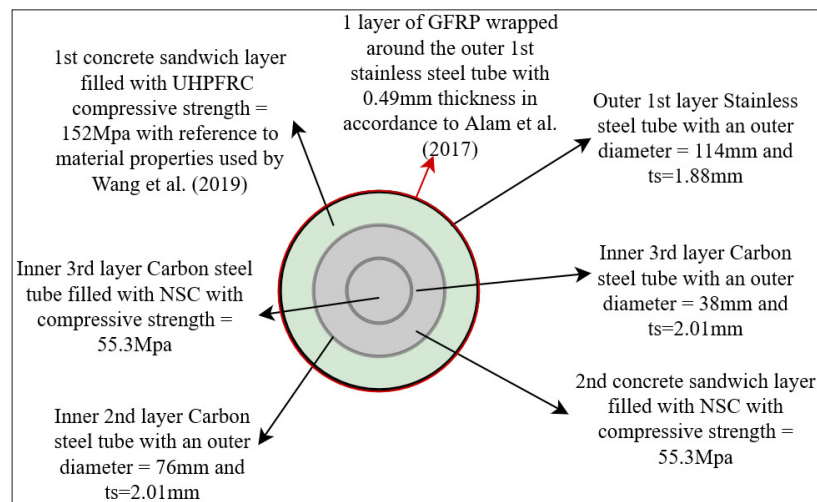 1 layer of GFRP wrapped
around the outer 1st
stainless steel tube with
0.49mm thickness in
accordance to Alam et al.
(2017)
1st concrete sandwich layer
filled with UHPFRC
compressive strength =
152Mpa with reference to
material properties used by
Wang et al. (2019)
Outer 1st layer Stainless
steel tube with an outer
diameter = 114mm and
ts=1.88mm
Inner 3rd layer Carbon steel
tube filled with NSC with
compressive strength =
55.3Mpa
Inner 3rd layer Carbon
steel tube with an outer
diameter = 38mm and
ts=2.01mm
Inner 2nd layer Carbon
steel tube with an outer
diameter = 76mm and
ts=2.01mm
2nd concrete sandwich layer
filled with NSC with
compressive strength =
55.3Mpa